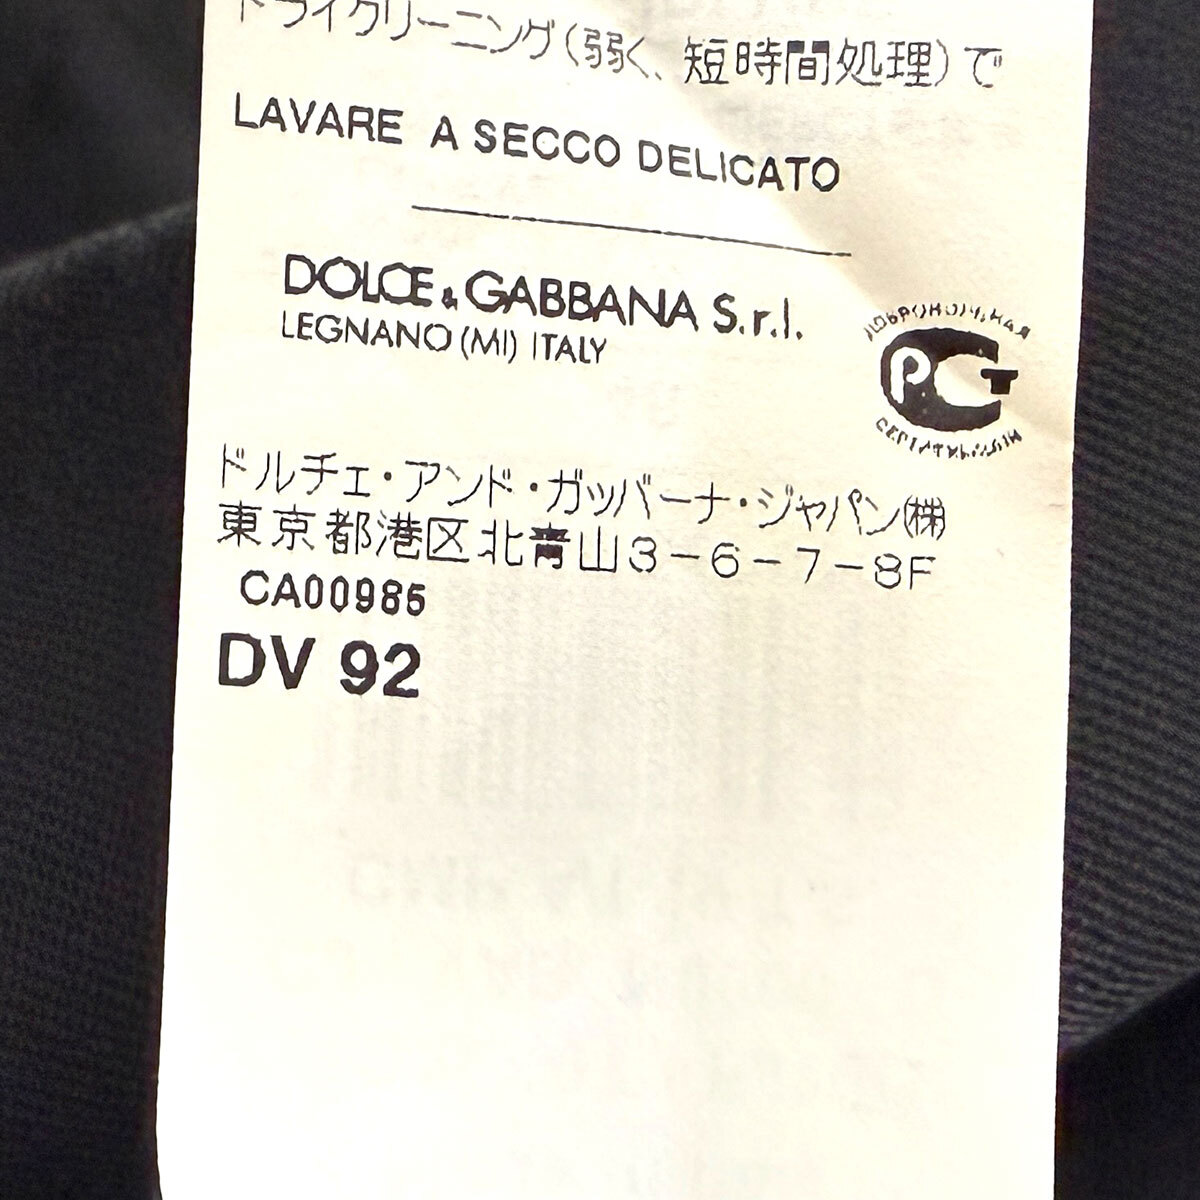 ドライクリーニング(弱く、短時間処理)で
LAVARE A SECCO DELICATO
DOLCE & GABBANA S.r.l.
LEGNANO (MI) ITALY
ДОБРОВОЛЬНАЯ
РСТ
СЕРТИФИКАЦИЯ
ドルチェ・アンド・ガッバーナ・ジャパン(株)
東京都港区北青山3-6-7-8F
CA00985
DV 92